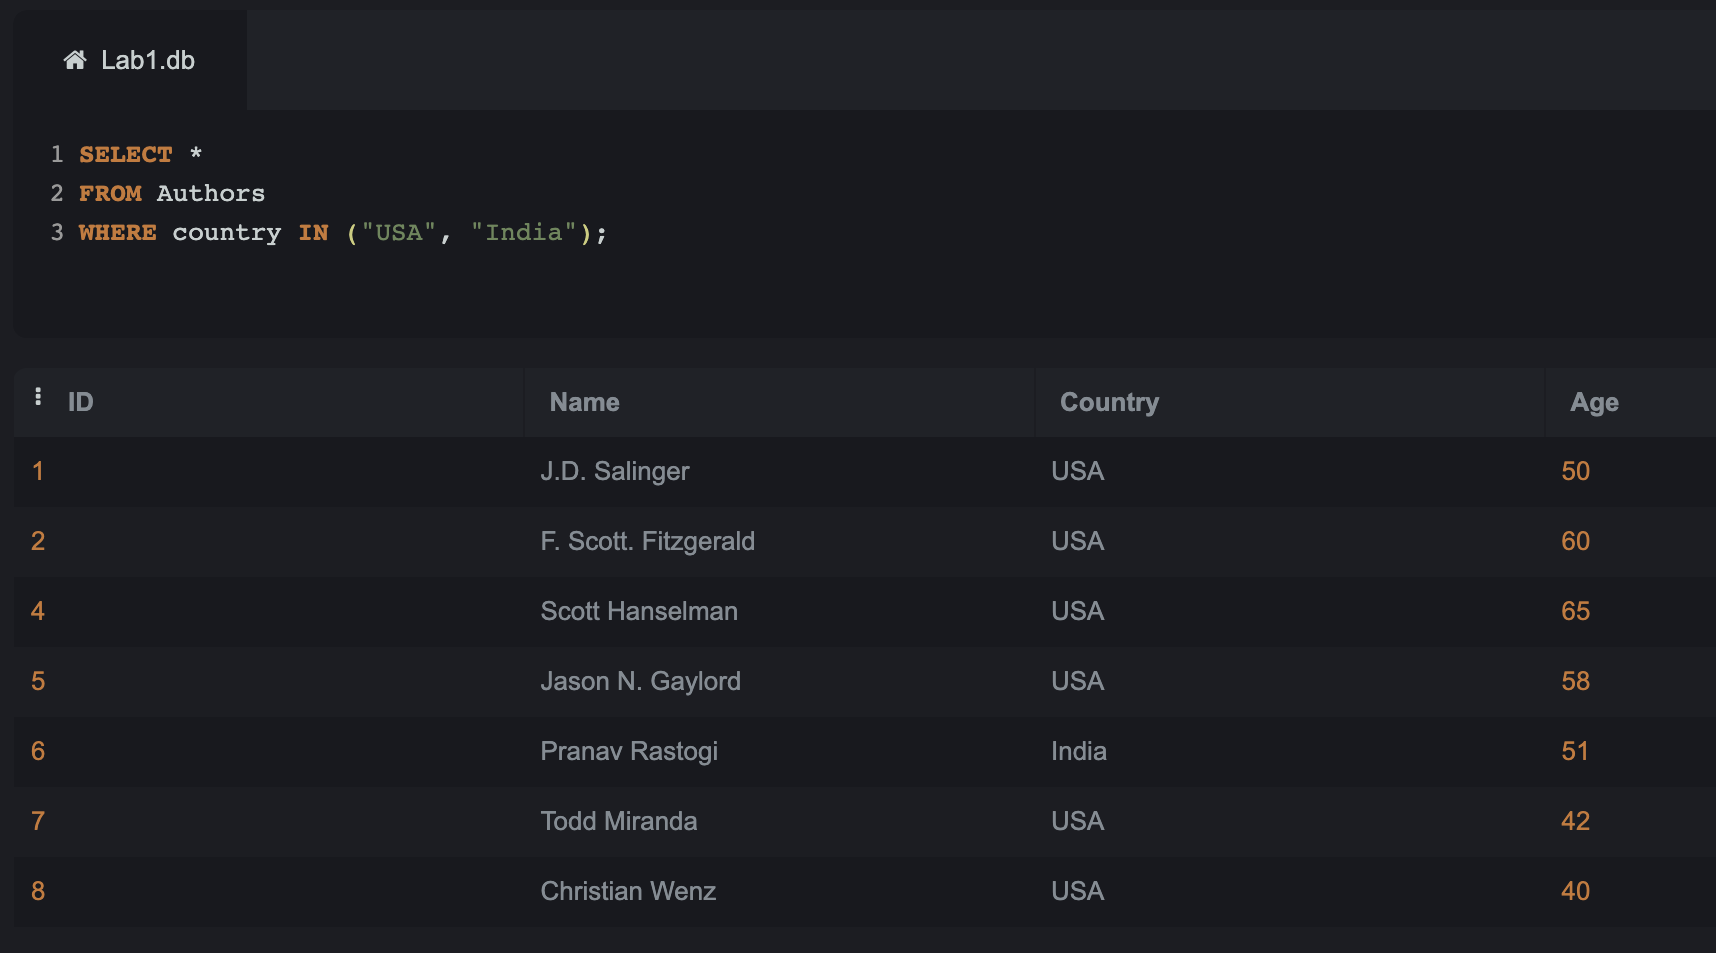 Lab1.db
1 SELECT *
2 FROM Authors
3 WHERE country IN ("USA", "India");
ID Name Country Age
1 J.D. Salinger USA 50
2 F. Scott. Fitzgerald USA 60
4 Scott Hanselman USA 65
5 Jason N. Gaylord USA 58
6 Pranav Rastogi India 51
7 Todd Miranda USA 42
8 Christian Wenz USA 40